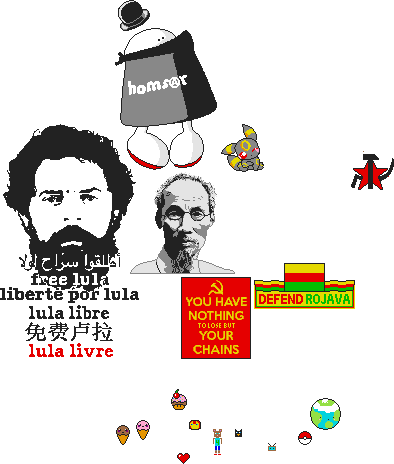 homsar
أطلقوا سراح لولا
free lula
liberté por lula
lula libre
免费卢拉
lula livre
YOU HAVE
NOTHING
TO LOSE BUT
YOUR
CHAINS
DEFEND ROJAVA